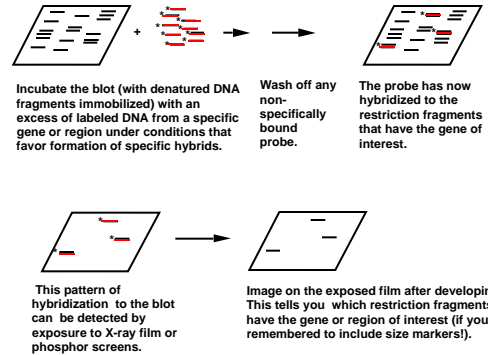 +
Incubate the blot (with denatured DNA
fragments immobilized) with an
excess of labeled DNA from a specific
gene or region under conditions that
favor formation of specific hybrids.
Wash off any
non-
specifically
bound
probe.
The probe has now
hybridized to the
restriction fragments
that have the gene of
interest.
This pattern of
hybridization to the blot
can be detected by
exposure to X-ray film or
phosphor screens.
Image on the exposed film after developin
This tells you which restriction fragments
have the gene or region of interest (if you
remembered to include size markers!).